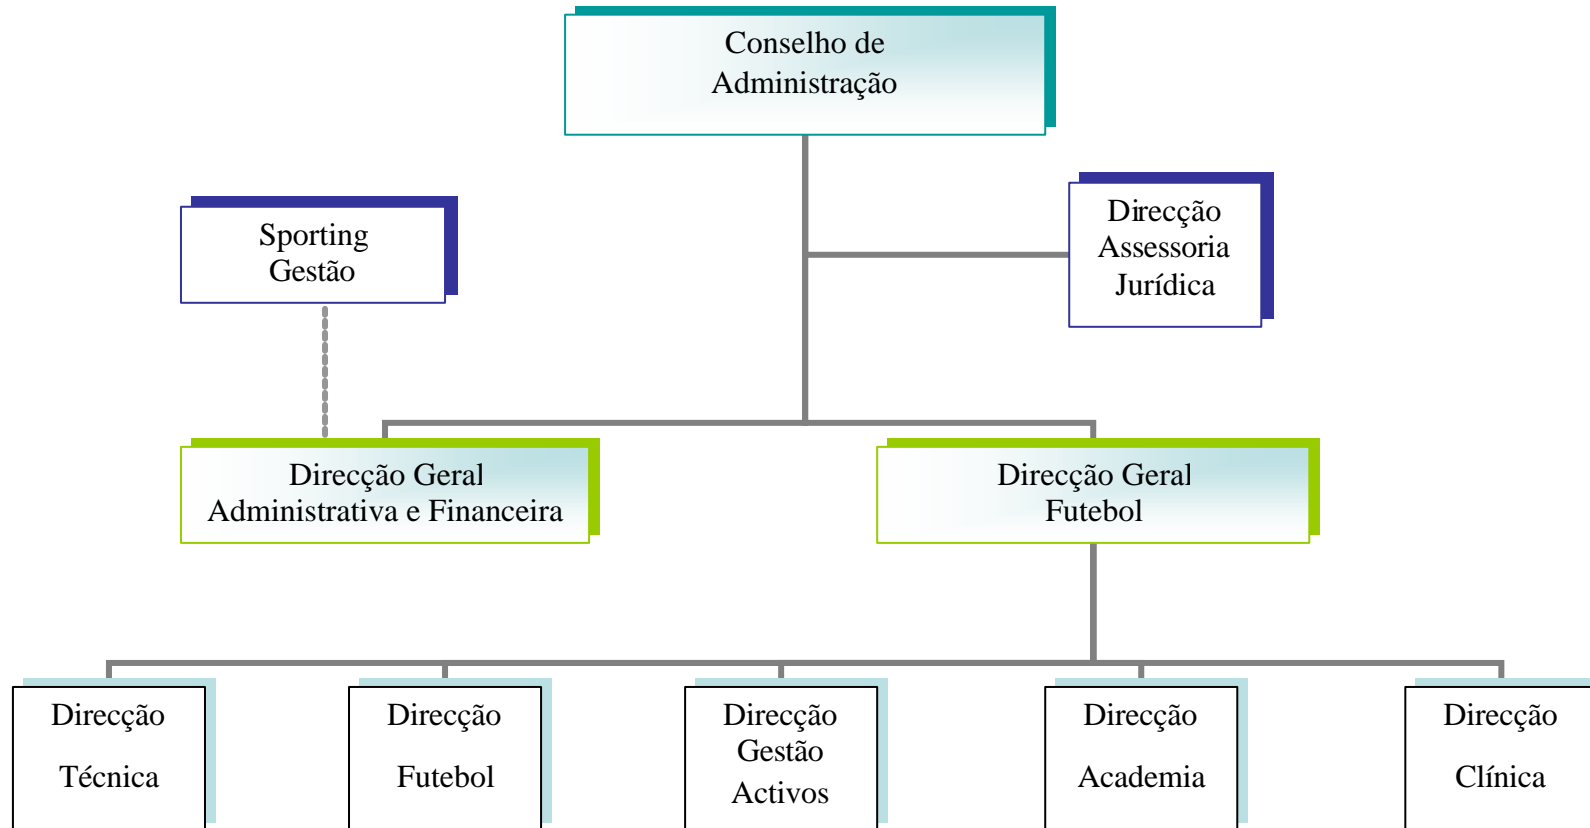 Conselho de
Administração
Sporting
Gestão
Direcção
Assessoria
Jurídica
Direcção Geral
Administrativa e Financeira
Direcção Geral
Futebol
Direcção
Técnica
Direcção
Futebol
Direcção
Gestão
Activos
Direcção
Academia
Direcção
Clínica